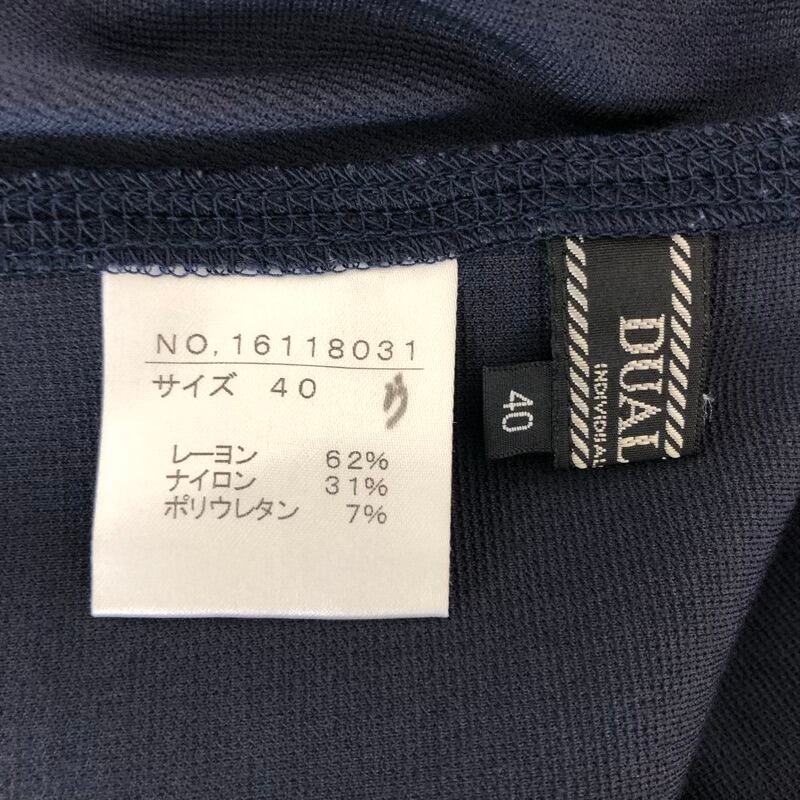 NO,16118031
サイズ 40 ウ
レーヨン 62%
ナイロン 31%
ポリウレタン 7%
40
DUAL
INDIVIDUAL